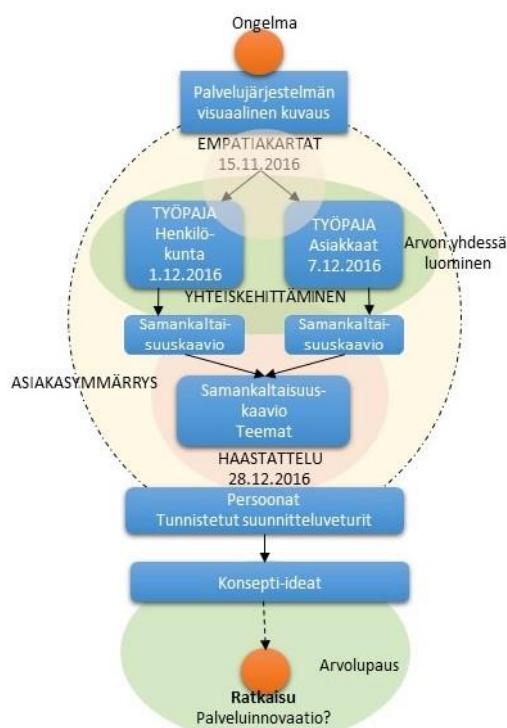 Ongelma
Palvelujärjestelmän
visuaalinen kuvaus
EMPATIAKARTAT
15.11.2016
TYÖPAJA
Henkilö-
kunta
1.12.2016
TYÖPAJA
Asiakkaat
7.12.2016
Arvon yhdessä
luominen
YHTEISKEHITTÄMINEN
Samankaltai-
suuskaavio
Samankaltai-
suuskaavio
ASIAKASYMMÄRRYS
Samankaltaisuus-
kaavio
Teemat
HAASTATTELU
28.12.2016
Persoonat
Tunnistetut suunnitteluveturit
Konsepti-ideat
Arvolupaus
Ratkaisu
Palveluinnovaatio?